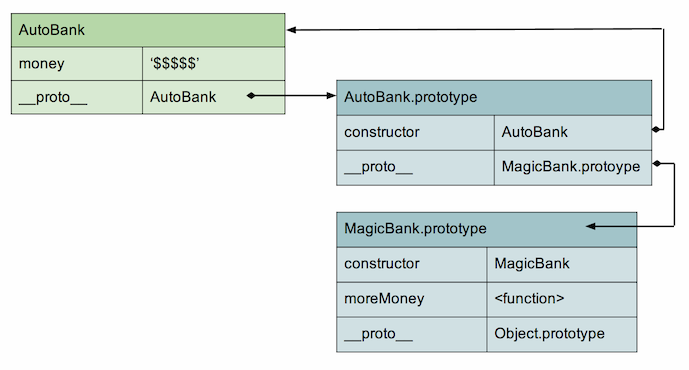 AutoBank
money ‘$$$$$’
__proto__ AutoBank
AutoBank.prototype
constructor AutoBank
__proto__ MagicBank.protoype
MagicBank.prototype
constructor MagicBank
moreMoney <function>
__proto__ Object.prototype